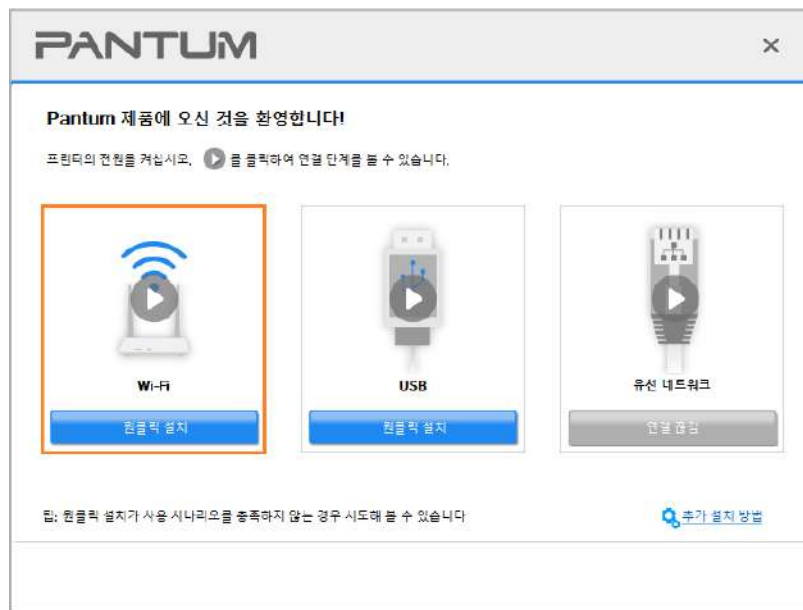 PANTUM
Pantum 제품에 오신 것을 환영합니다!
프린터의 전원을 켜십시오, 를 클릭하여 연결 단계를 볼 수 있습니다.
Wi-Fi
USB
유선 네트워크
원클릭 설치
원클릭 설치
연결 끊김
팁: 원클릭 설치가 사용 시나리오를 충족하지 않는 경우 시도해 볼 수 있습니다
추가 설치 방법